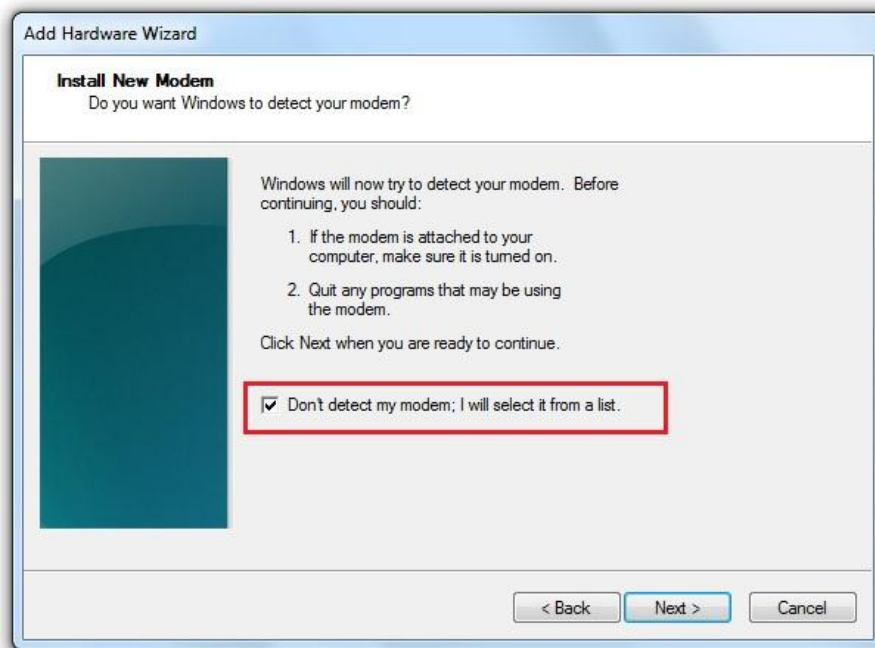 Add Hardware Wizard
Install New Modem
Do you want Windows to detect your modem?
Windows will now try to detect your modem. Before
continuing, you should:
1. If the modem is attached to your
computer, make sure it is turned on.
2. Quit any programs that may be using
the modem.
Click Next when you are ready to continue.
Don't detect my modem; I will select it from a list.
< Back
Next >
Cancel